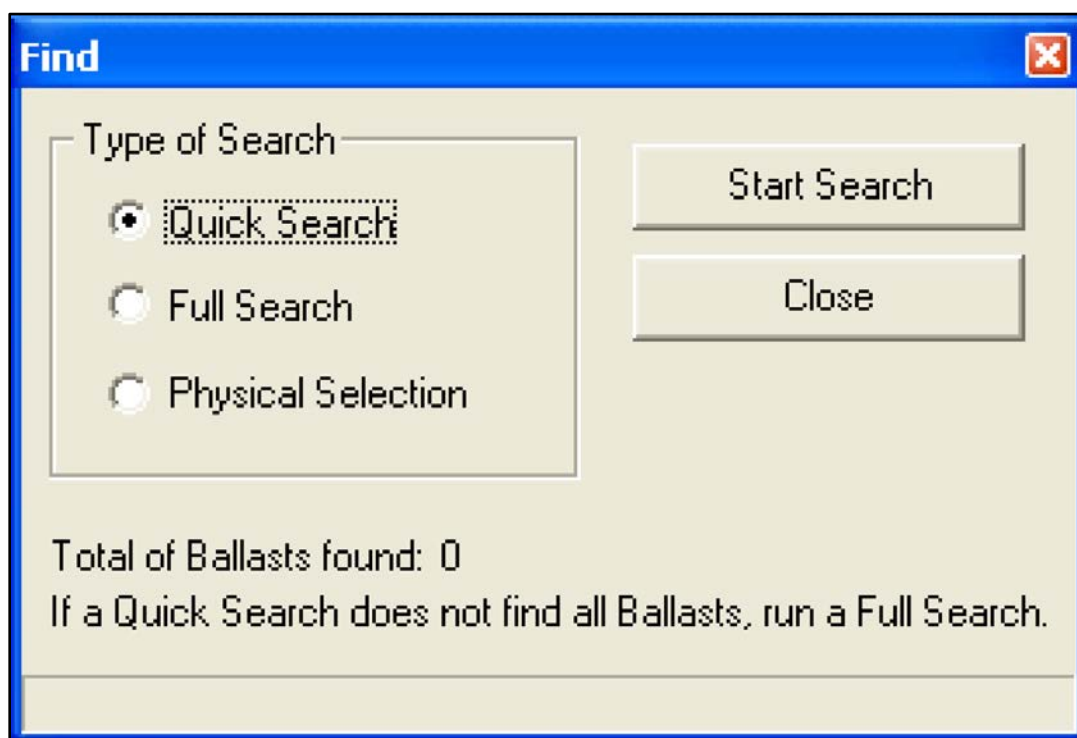 Find
Type of Search
Quick Search
Full Search
Physical Selection
Start Search
Close
Total of Ballasts found: 0
If a Quick Search does not find all Ballasts, run a Full Search.